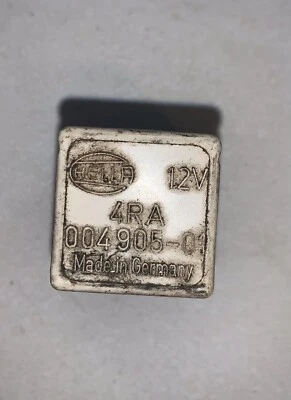 HELLA 12V
4RA
004905-01
Made in Germany